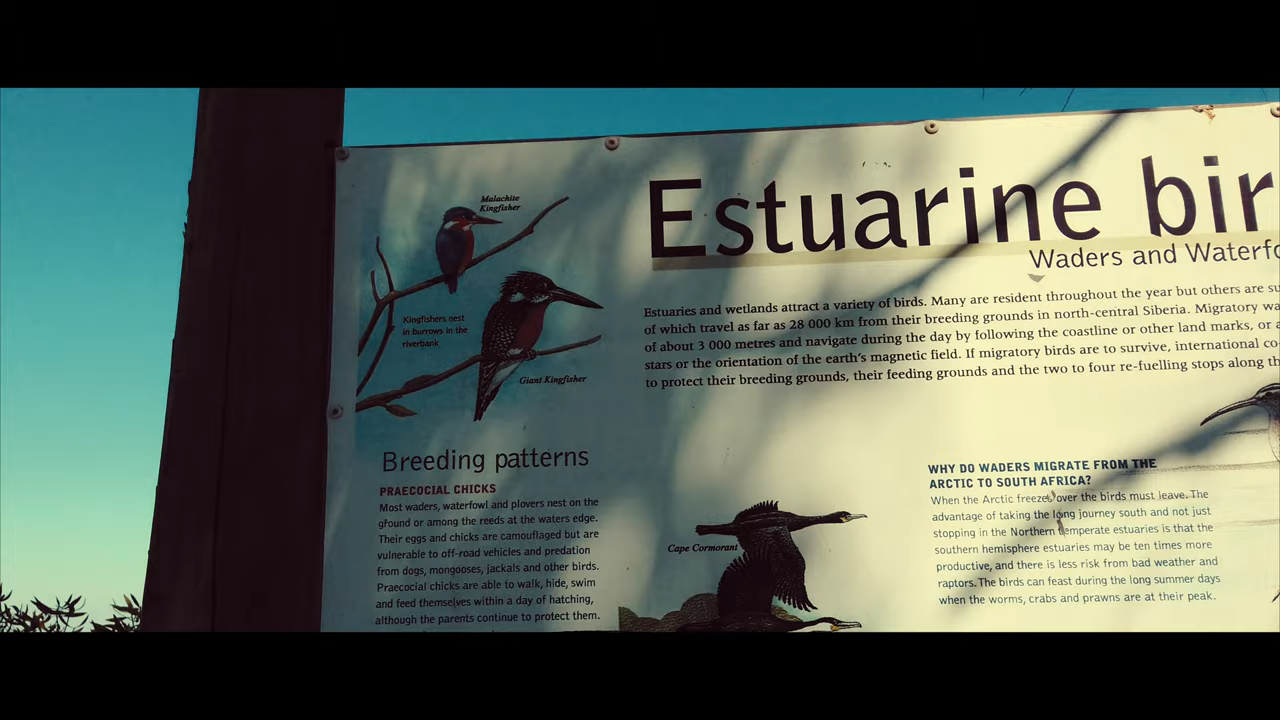 Malachite
Kingfisher
Kingfishers nest
in burrows in the
riverbank
Giant Kingfisher
Estuarine bir
Waders and Waterfo
Estuaries and wetlands attract a variety of birds. Many are resident throughout the year but others are su
of which travel as far as 28 000 km from their breeding grounds in north-central Siberia. Migratory wa
of about 3 000 metres and navigate during the day by following the coastline or other land marks, or a
stars or the orientation of the earth's magnetic field. If migratory birds are to survive, international co-
to protect their breeding grounds, their feeding grounds and the two to four re-fuelling stops along th
Breeding patterns
PRAECOCIAL CHICKS
Most waders, waterfowl and plovers nest on the
ground or among the reeds at the waters edge.
Their eggs and chicks are camouflaged but are
vulnerable to off-road vehicles and predation
from dogs, mongooses, jackals and other birds.
Praecocial chicks are able to walk, hide, swim
and feed themselves within a day of hatching,
although the parents continue to protect them.
Cape Cormorant
WHY DO WADERS MIGRATE FROM THE
ARCTIC TO SOUTH AFRICA?
When the Arctic freezes over the birds must leave. The
advantage of taking the long journey south and not just
stopping in the Northern temperate estuaries is that the
southern hemisphere estuaries may be ten times more
productive, and there is less risk from bad weather and
raptors. The birds can feast during the long summer days
when the worms, crabs and prawns are at their peak.